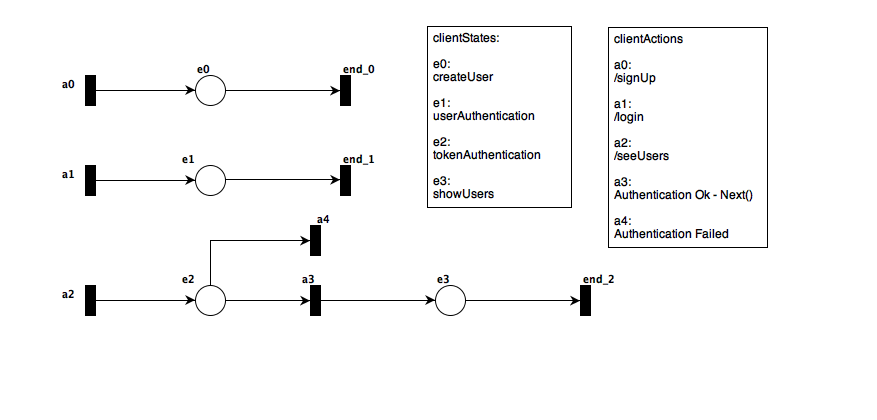 e0
end_0
a0
e1
end_1
a1
a4
e2
a3
e3
end_2
a2
clientStates:
e0:
createUser
e1:
userAuthentication
e2:
tokenAuthentication
e3:
showUsers
clientActions
a0:
/signUp
a1:
/login
a2:
/seeUsers
a3:
Authentication Ok - Next()
a4:
Authentication Failed